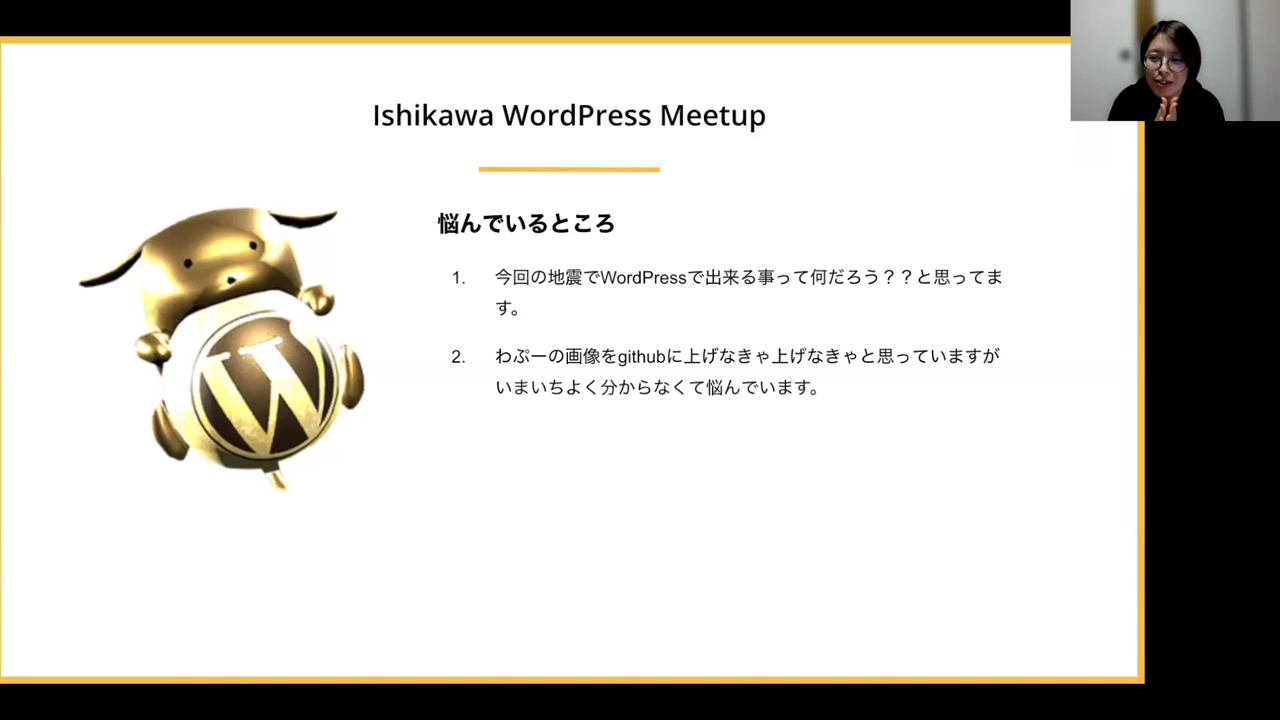 Ishikawa WordPress Meetup
悩んでいるところ
1. 今回の地震でWordPressで出来る事って何だろう？？と思ってま
す。
2. わぷーの画像をgithubに上げなきゃ上げなきゃと思っていますが
いまいちよく分からなくて悩んでいます。
W